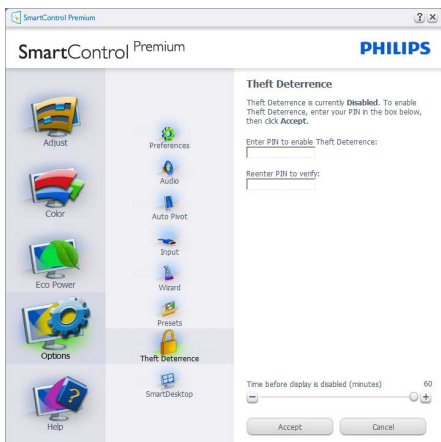 SmartControl Premium
SmartControl Premium
PHILIPS
Adjust
Color
Eco Power
Options
Help
Preferences
Audio
Auto Pivot
Input
Wizard
Presets
Theft Deterrence
SmartDesktop
Theft Deterrence
Theft Deterrence is currently Disabled. To enable
Theft Deterrence, enter your PIN in the box below,
then click Accept.
Enter PIN to enable Theft Deterrence:
Reenter PIN to verify:
Time before display is disabled (minutes) 60
Accept Cancel